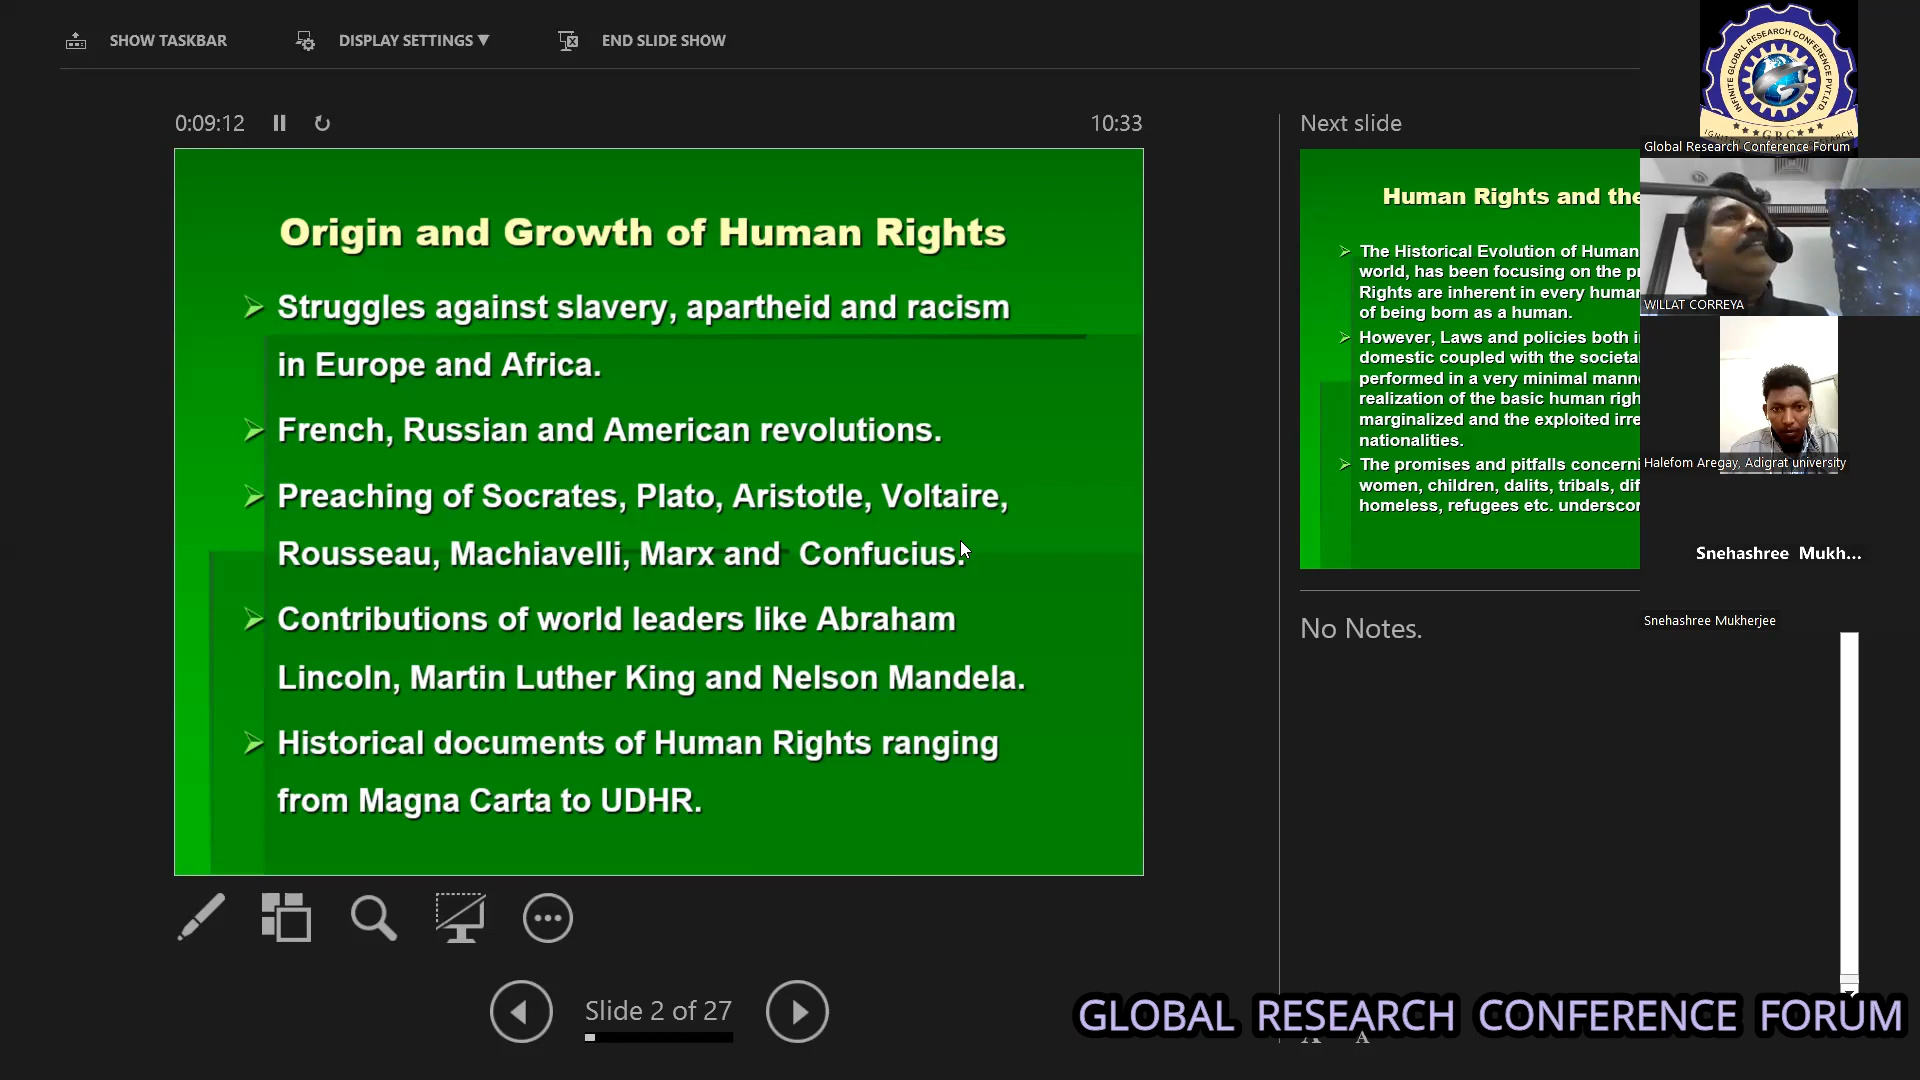 SHOW TASKBAR
DISPLAY SETTINGS ▼
END SLIDE SHOW
0:09:12
10:33
Origin and Growth of Human Rights
➢ Struggles against slavery, apartheid and racism
in Europe and Africa.
➢ French, Russian and American revolutions.
➢ Preaching of Socrates, Plato, Aristotle, Voltaire,
Rousseau, Machiavelli, Marx and Confucius.
➢ Contributions of world leaders like Abraham
Lincoln, Martin Luther King and Nelson Mandela.
➢ Historical documents of Human Rights ranging
from Magna Carta to UDHR.
Slide 2 of 27
Next slide
Human Rights and the
➢ The Historical Evolution of Human
world, has been focusing on the
Rights are inherent in every
of being born as a human.
➢ However, Laws and policies both
domestic coupled with the
performed in a very minimal
realization of the basic human
marginalized and the exploited
nationalities.
➢ The promises and pitfalls
women, children, dalits, tribals,
homeless, refugees etc.
No Notes.
INFINITE GLOBAL RESEARCH CONFERENCE PVT.LTD.
GRC
Global Research Conference Forum
WILLAT CORREYA
Halefom Aregay, Adigrat university
Snehashree Mukh...
Snehashree Mukherjee
GLOBAL RESEARCH CONFERENCE FORUM